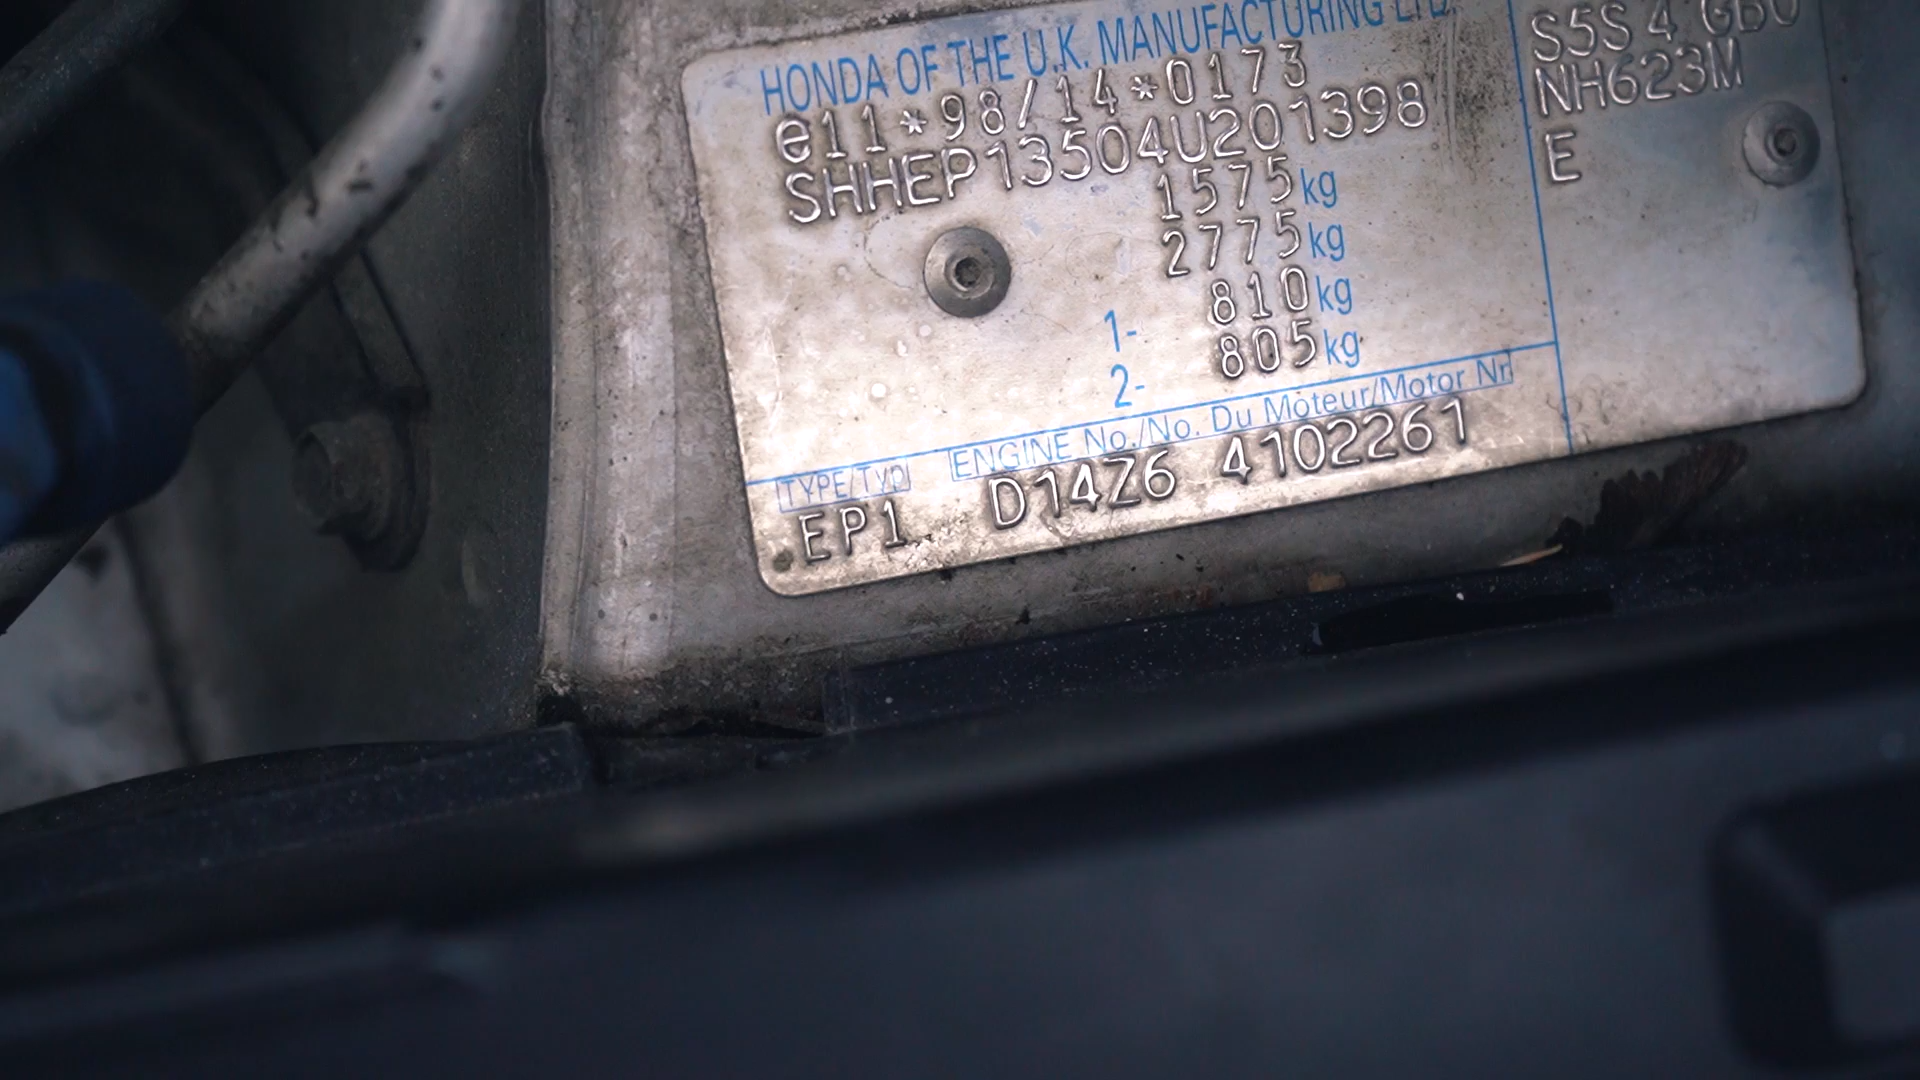 HONDA OF THE U.K. MANUFACTURING LTD.
e11*98/14*0173
SHHEP13504U201398
1575kg
2775kg
1- 810kg
2- 805kg
TYPE/TYP ENGINE No./No. Du Moteur/Motor Nr
EP1 D14Z6 4102261
S5S 4 GB0
NH623M
E